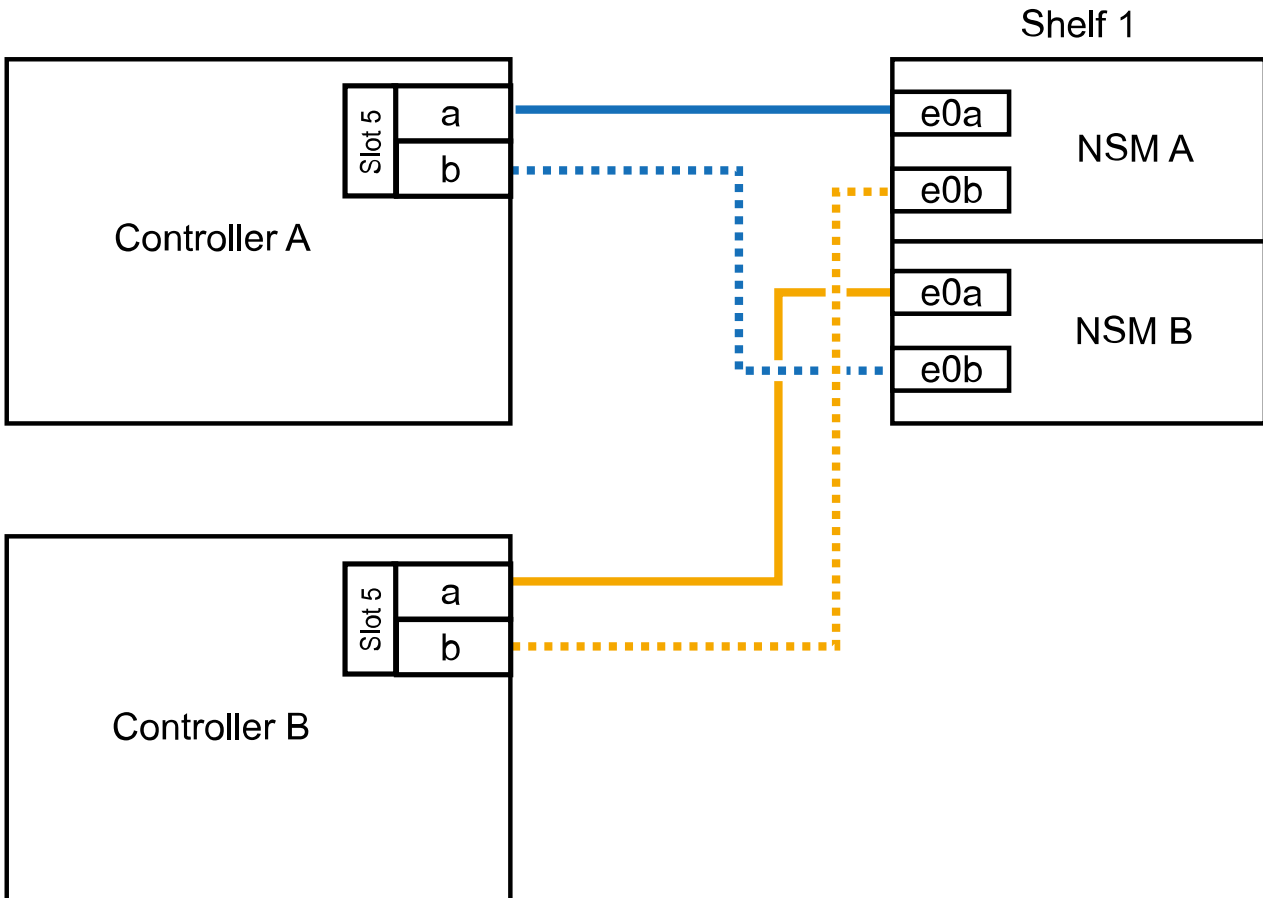 Shelf 1
Slot 5
a
b
Controller A
e0a
e0b
NSM A
e0a
e0b
NSM B
Slot 5
a
b
Controller B